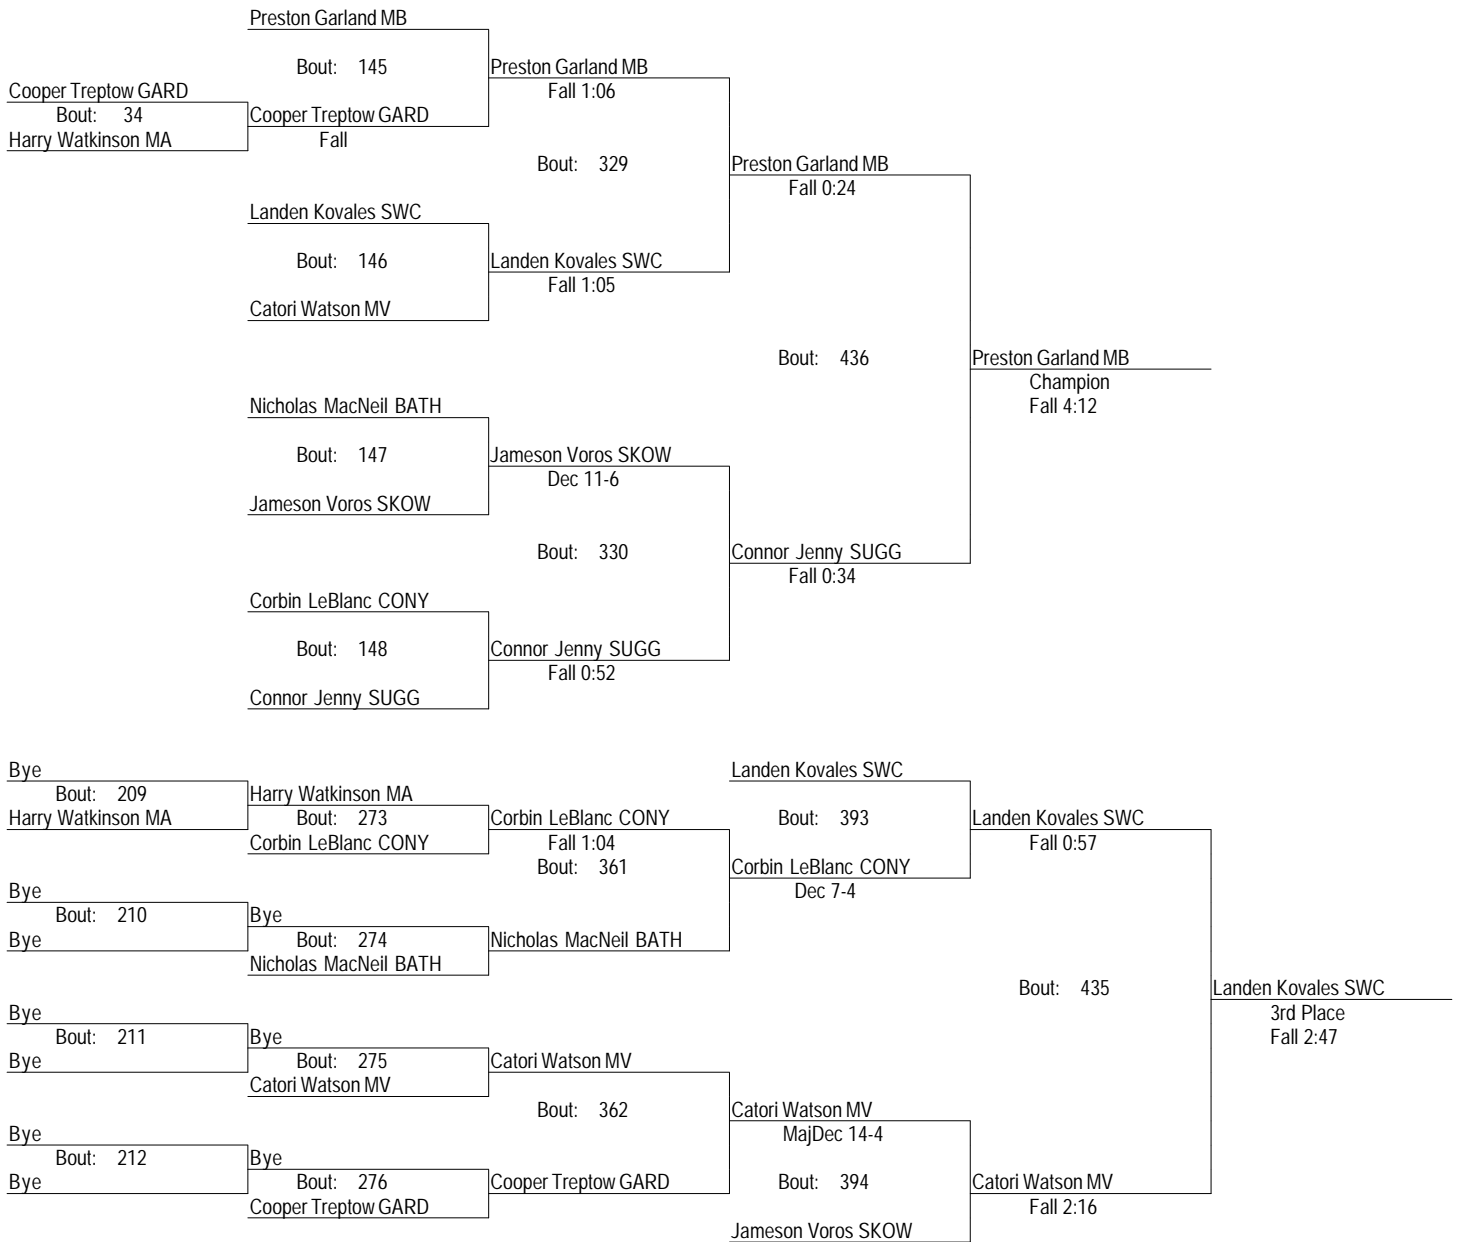 Preston Garland MB
Bout: 145
Preston Garland MB
Cooper Treptow GARD
Fall 1:06
Bout: 34
Cooper Treptow GARD
Harry Watkinson MA
Fall
Bout: 329
Preston Garland MB
Fall 0:24
Landen Kovales SWC
Bout: 146
Landen Kovales SWC
Fall 1:05
Catori Watson MV
Bout: 436
Preston Garland MB
Champion
Fall 4:12
Nicholas MacNeil BATH
Bout: 147
Jameson Voros SKOW
Dec 11-6
Jameson Voros SKOW
Bout: 330
Connor Jenny SUGG
Fall 0:34
Corbin LeBlanc CONY
Bout: 148
Connor Jenny SUGG
Fall 0:52
Connor Jenny SUGG
Bye
Landen Kovales SWC
Bout: 209
Harry Watkinson MA
Harry Watkinson MA
Bout: 273
Corbin LeBlanc CONY
Bout: 393
Landen Kovales SWC
Corbin LeBlanc CONY
Fall 1:04
Fall 0:57
Bout: 361
Corbin LeBlanc CONY
Bye
Dec 7-4
Bout: 210
Bye
Bye
Bout: 274
Nicholas MacNeil BATH
Nicholas MacNeil BATH
Bout: 435
Landen Kovales SWC
Bye
3rd Place
Bout: 211
Bye
Fall 2:47
Bye
Bout: 275
Catori Watson MV
Catori Watson MV
Bout: 362
Catori Watson MV
Bye
MajDec 14-4
Bout: 212
Bye
Bye
Bout: 276
Cooper Treptow GARD
Bout: 394
Catori Watson MV
Cooper Treptow GARD
Fall 2:16
Jameson Voros SKOW